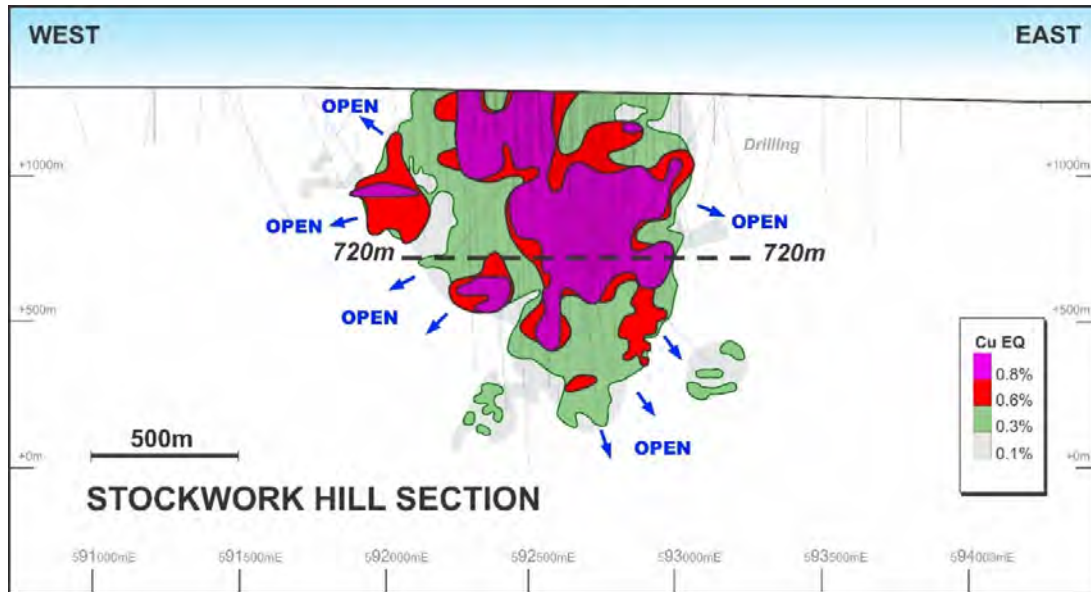 WEST
EAST
OPEN
Drilling
+1000m
+1000m
OPEN
OPEN
720m
720m
OPEN
+500m
+500m
Cu EQ
0.8%
0.6%
0.3%
0.1%
500m
OPEN
+0m
+0m
STOCKWORK HILL SECTION
591000mE
591500mE
592000mE
592500mE
593000mE
593500mE
594000mE